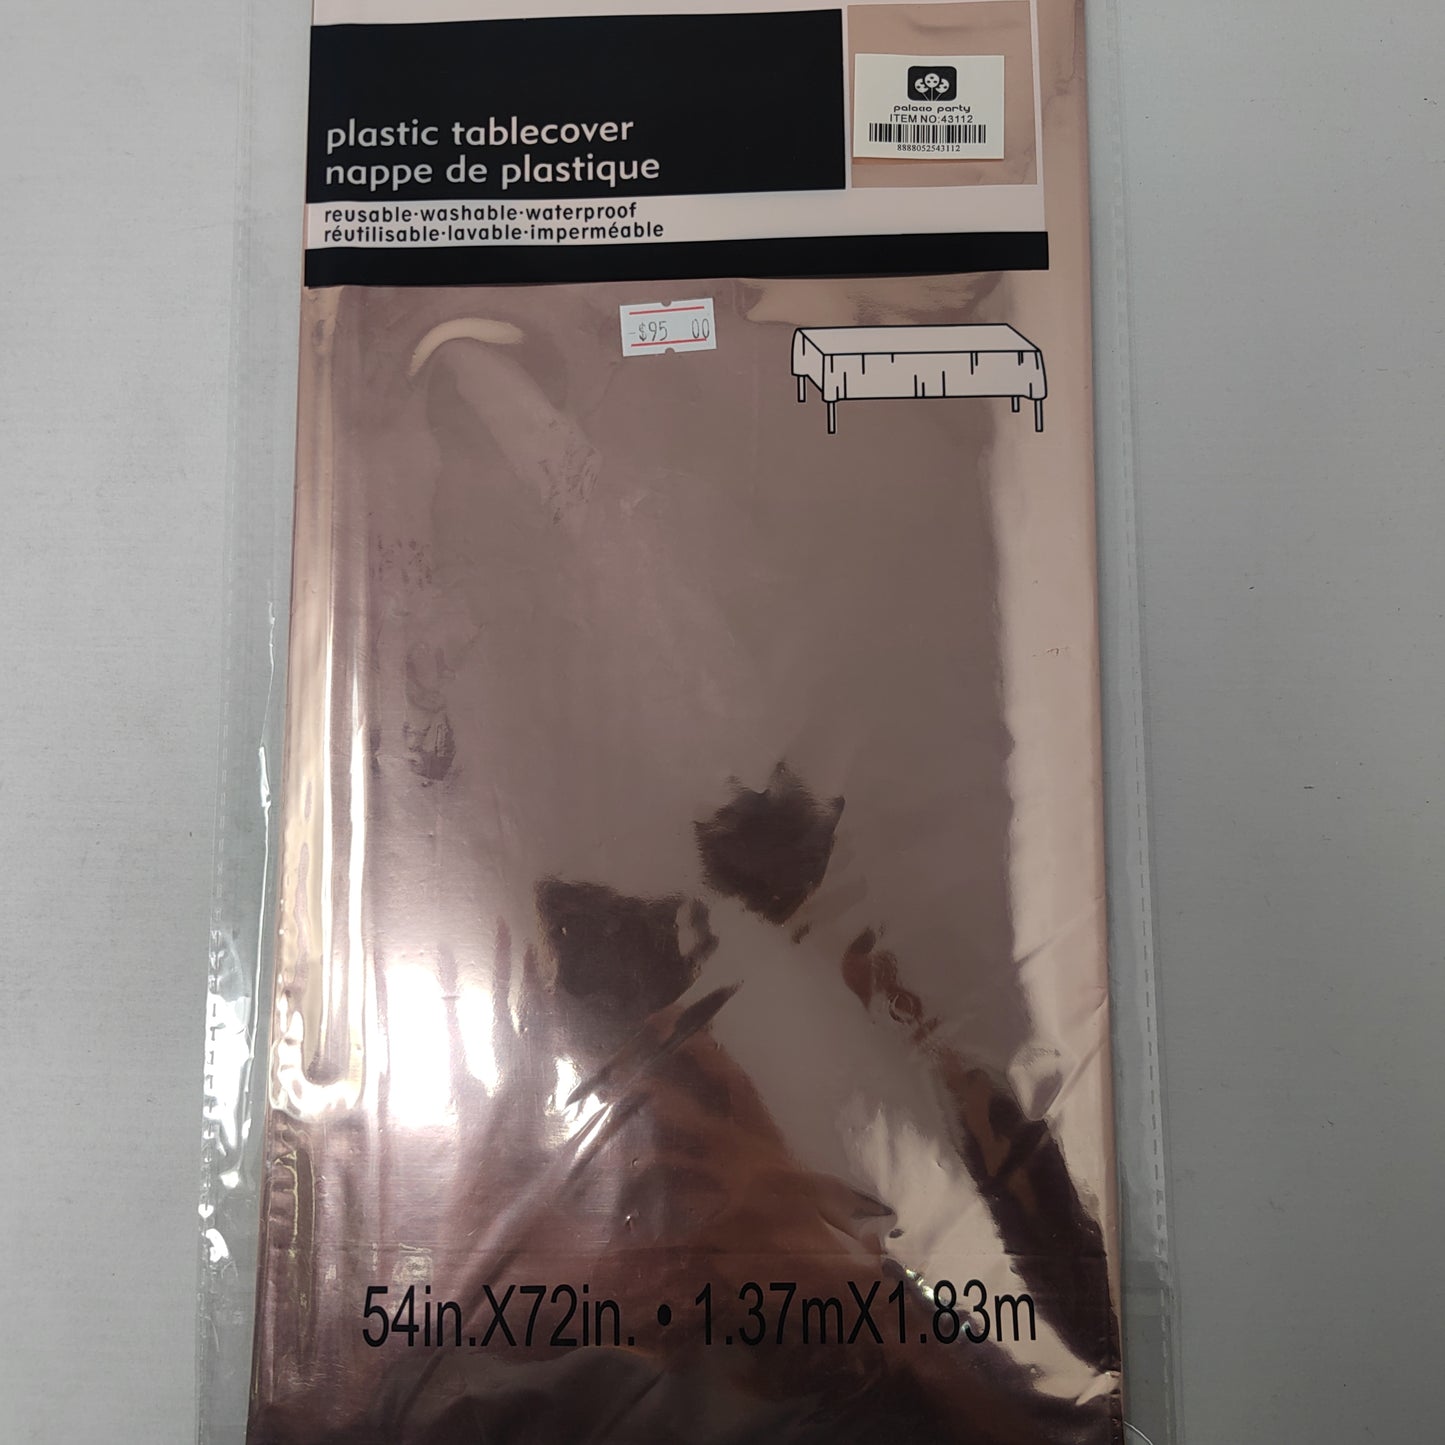 plastic tablecover
nappe de plastique
reusable·washable·waterproof
réutilisable·lavable·imperméable
palacio party
ITEM NO:43112
8888052543112
-$95 00
54in.X72in. • 1.37mX1.83m